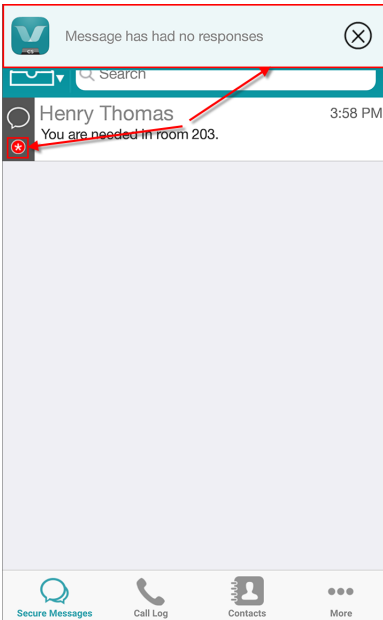 Message has had no responses
Search
Henry Thomas
3:58 PM
You are needed in room 203.
Secure Messages
Call Log
Contacts
More